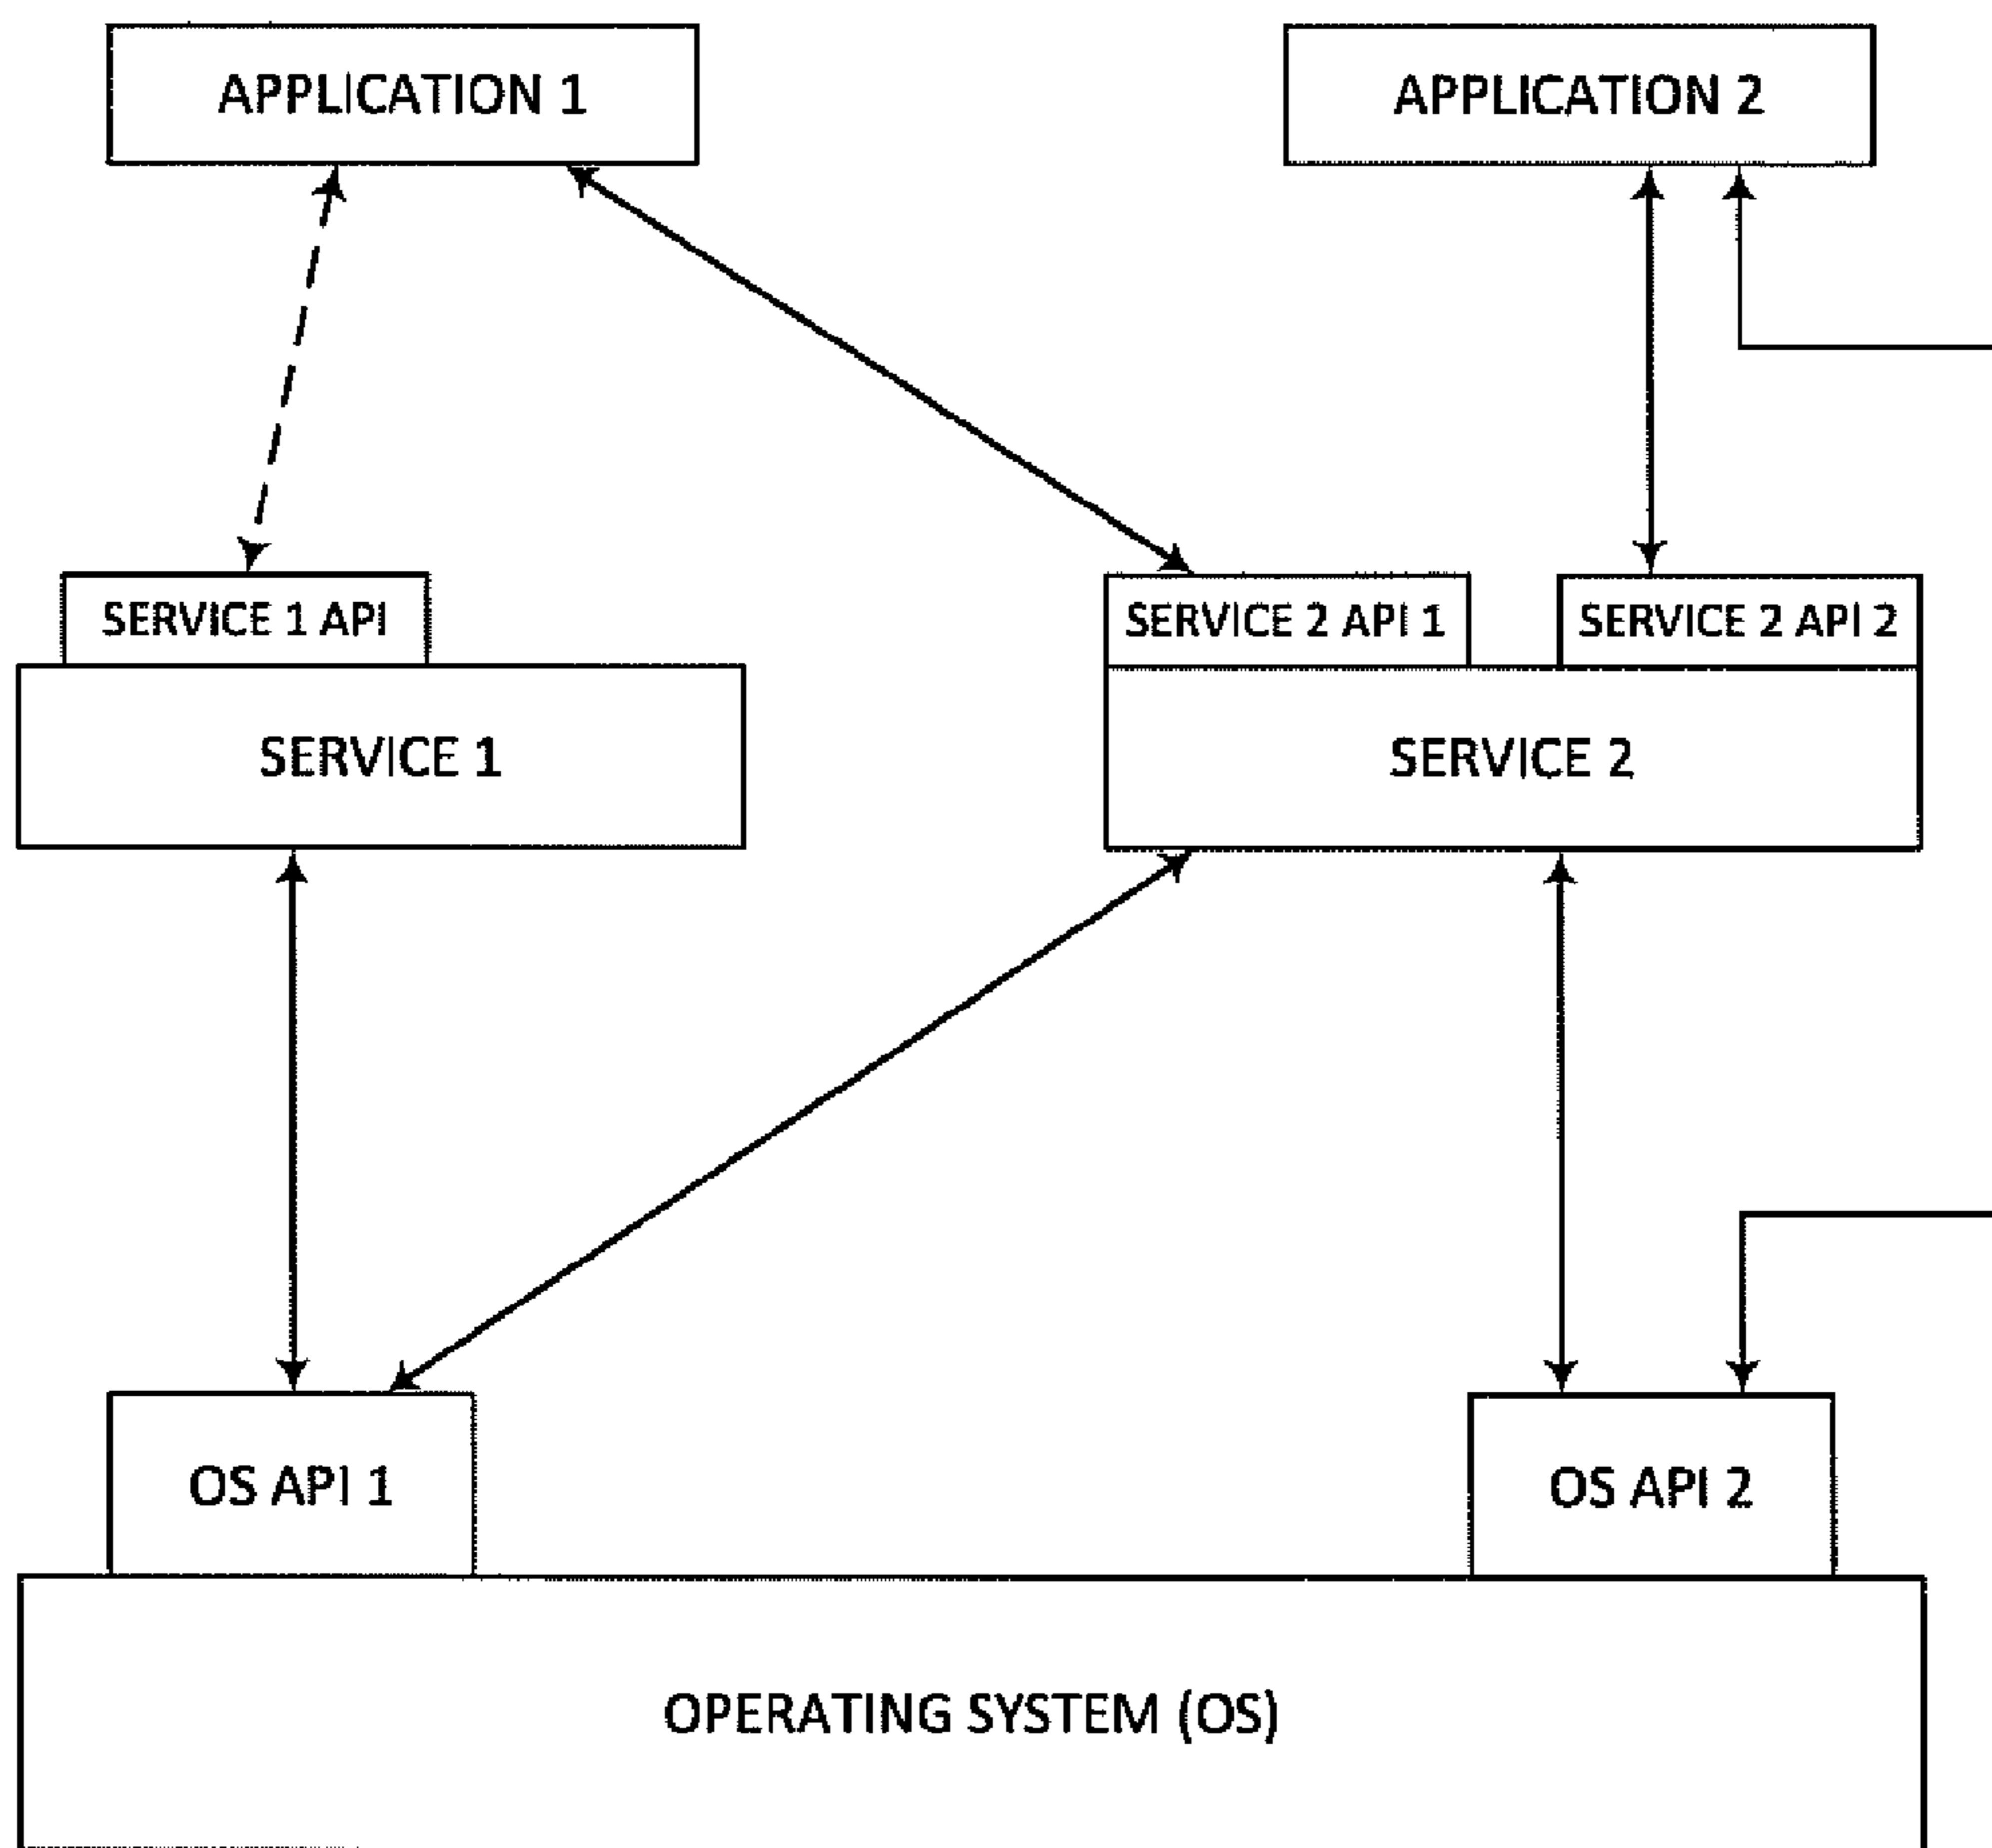 APPLICATION 1
APPLICATION 2
SERVICE 1 API
SERVICE 2 API 1
SERVICE 2 API 2
SERVICE 1
SERVICE 2
OS API 1
OS API 2
OPERATING SYSTEM (OS)